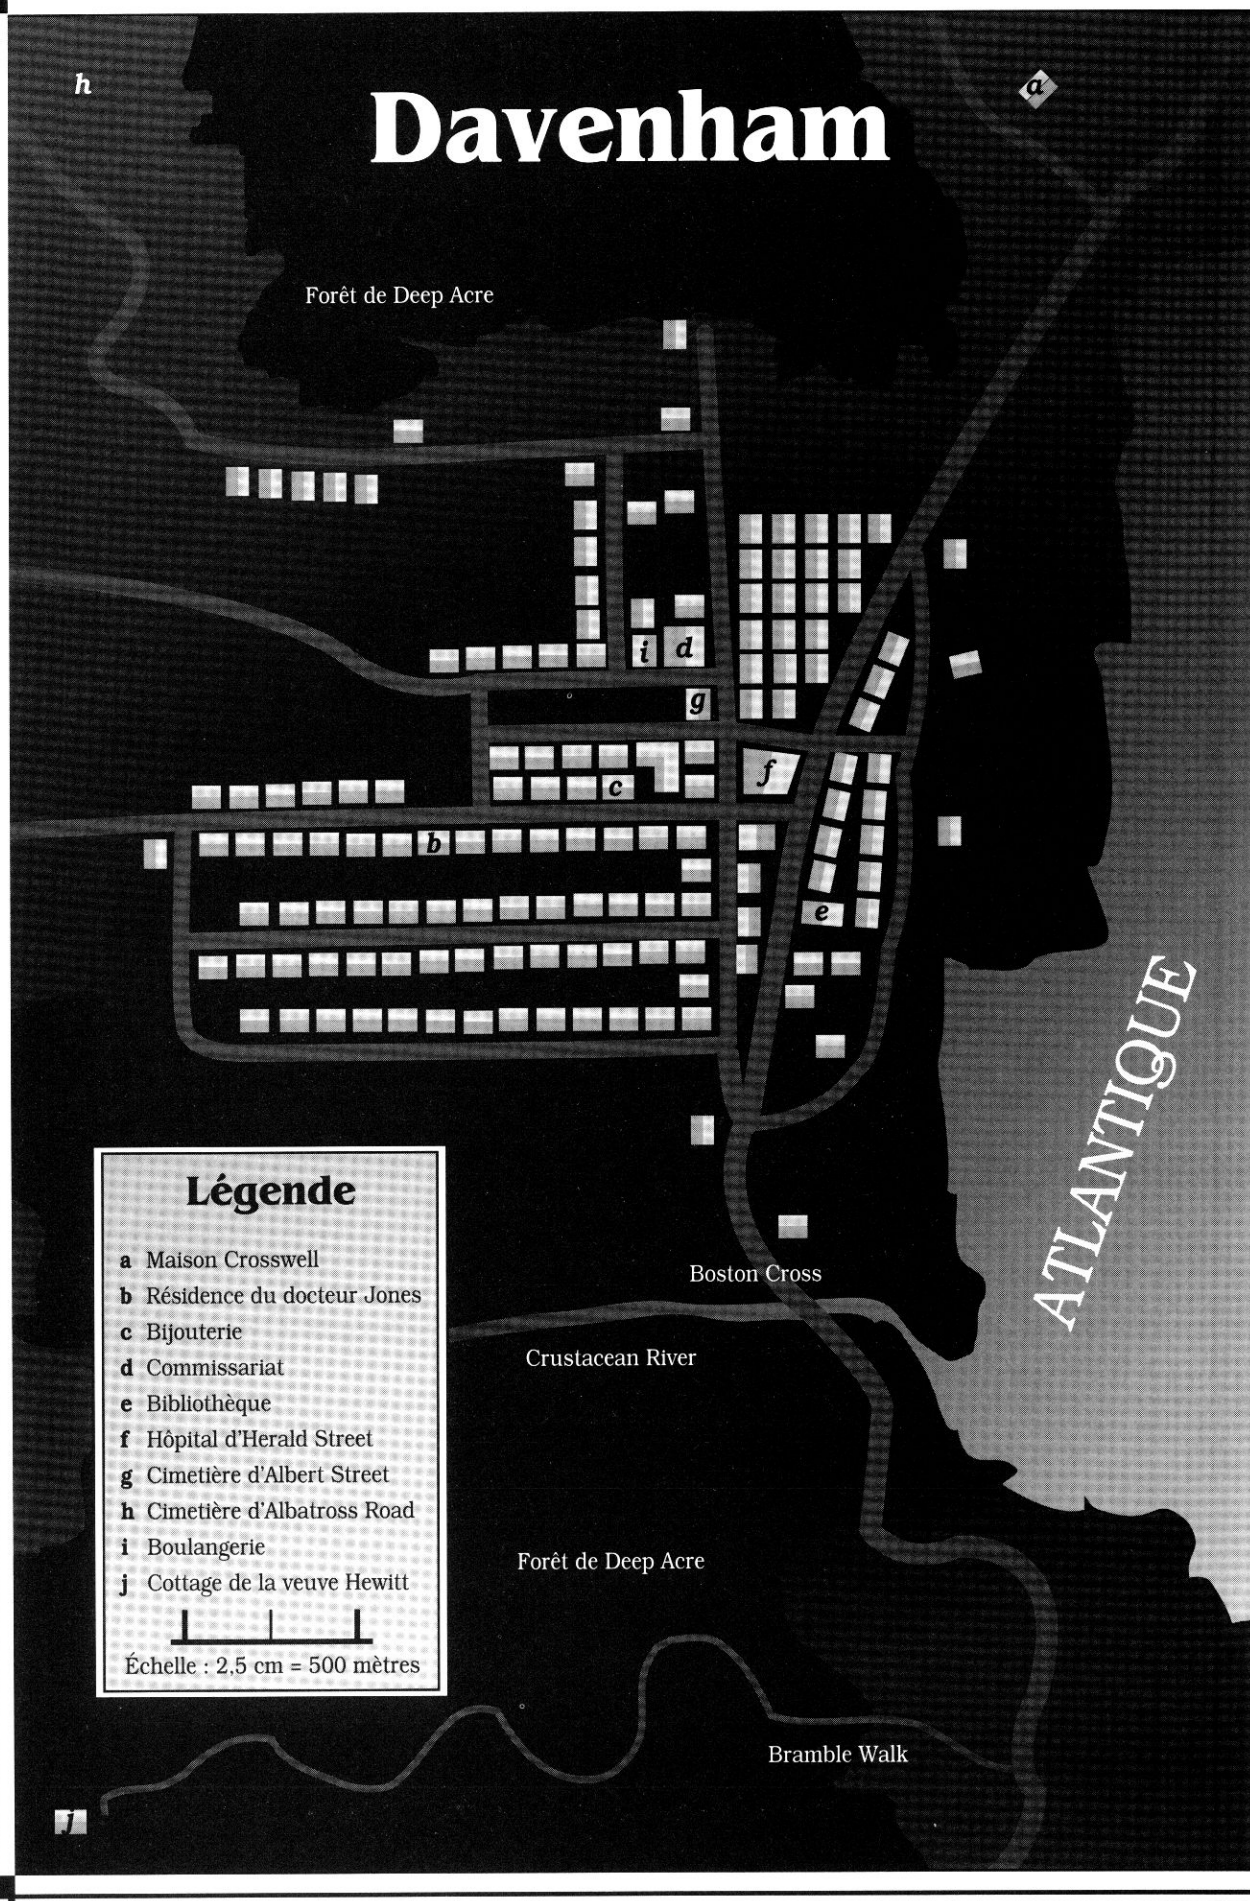 h
a
Davenham
Forêt de Deep Acre
i
d
g
f
c
b
e
ATLANTIQUE
Légende
a Maison Crosswell
b Résidence du docteur Jones
c Bijouterie
d Commissariat
e Bibliothèque
f Hôpital d'Herald Street
g Cimetière d'Albert Street
h Cimetière d'Albatross Road
i Boulangerie
j Cottage de la veuve Hewitt
Échelle : 2,5 cm = 500 mètres
Boston Cross
Crustacean River
Forêt de Deep Acre
Bramble Walk
j